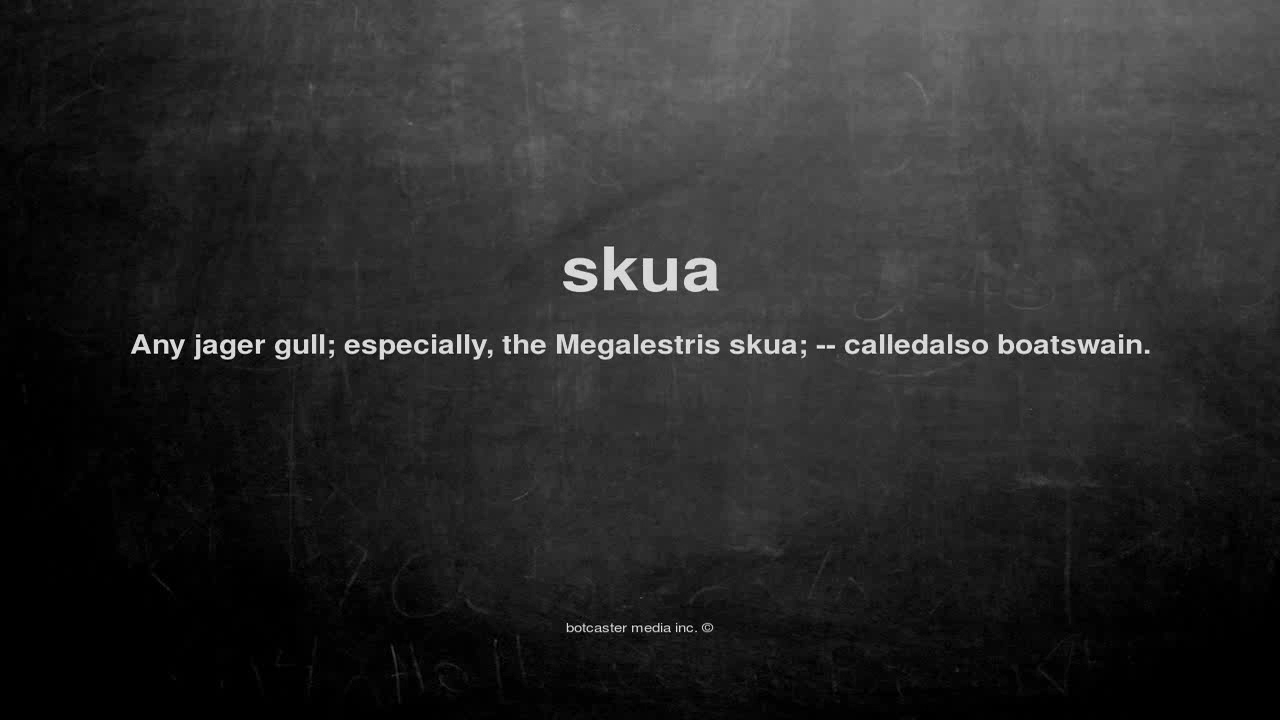 skua
Any jager gull; especially, the Megalestris skua; -- calledalso boatswain.
botcaster media inc. ©